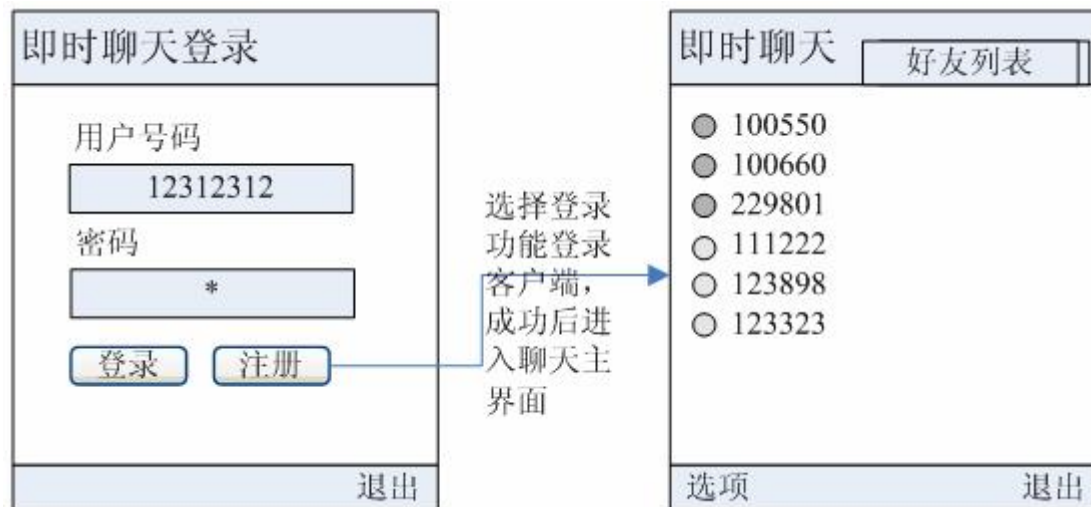 即时聊天登录
用户号码
12312312
密码
*
登录 注册
退出
选择登录
功能登录
客户端，
成功后进
入聊天主
界面
即时聊天
好友列表
100550
100660
229801
111222
123898
123323
选项 退出